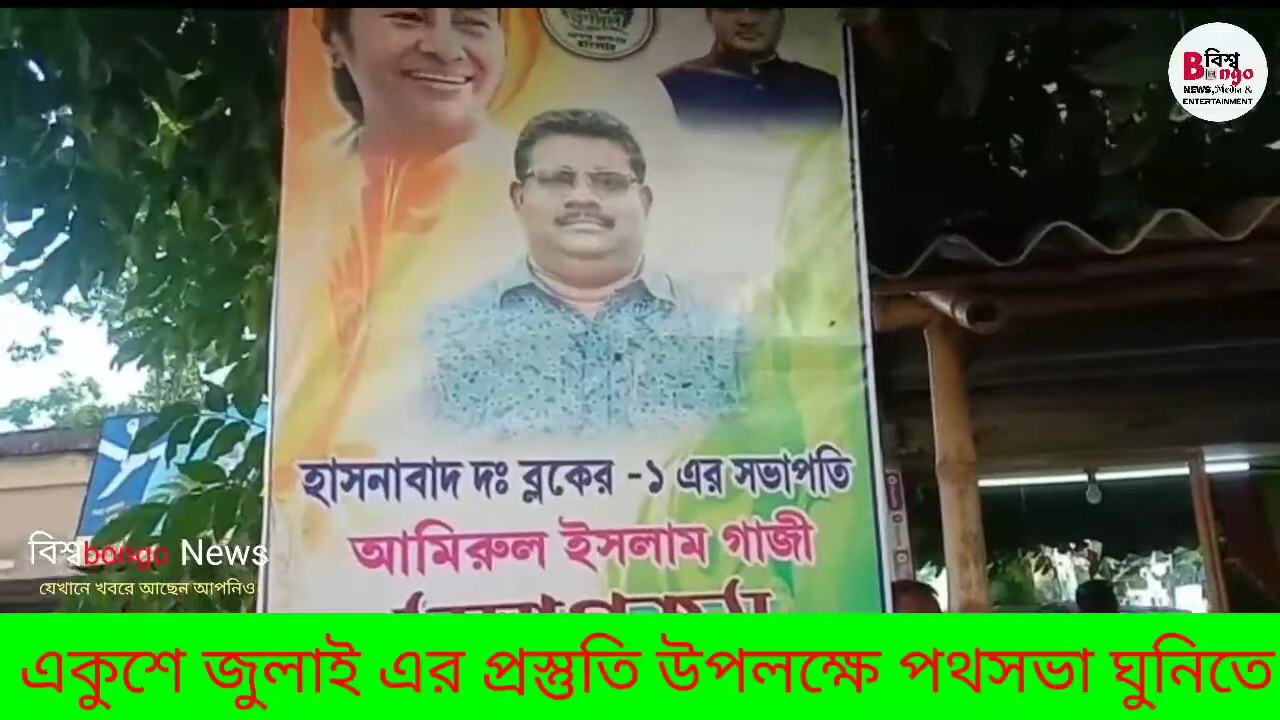 বিশ্ব
Bongo
NEWS, Media &
ENTERTAINMENT
হাসনাবাদ দঃ ব্লকের -১ এর সভাপতি
আমিরুল ইসলাম গাজী
বিশ্বbongo News
যেখানে খবরে আছেন আপনিও
একুশে জুলাই এর প্রস্তুতি উপলক্ষে পথসভা ঘুনিতে